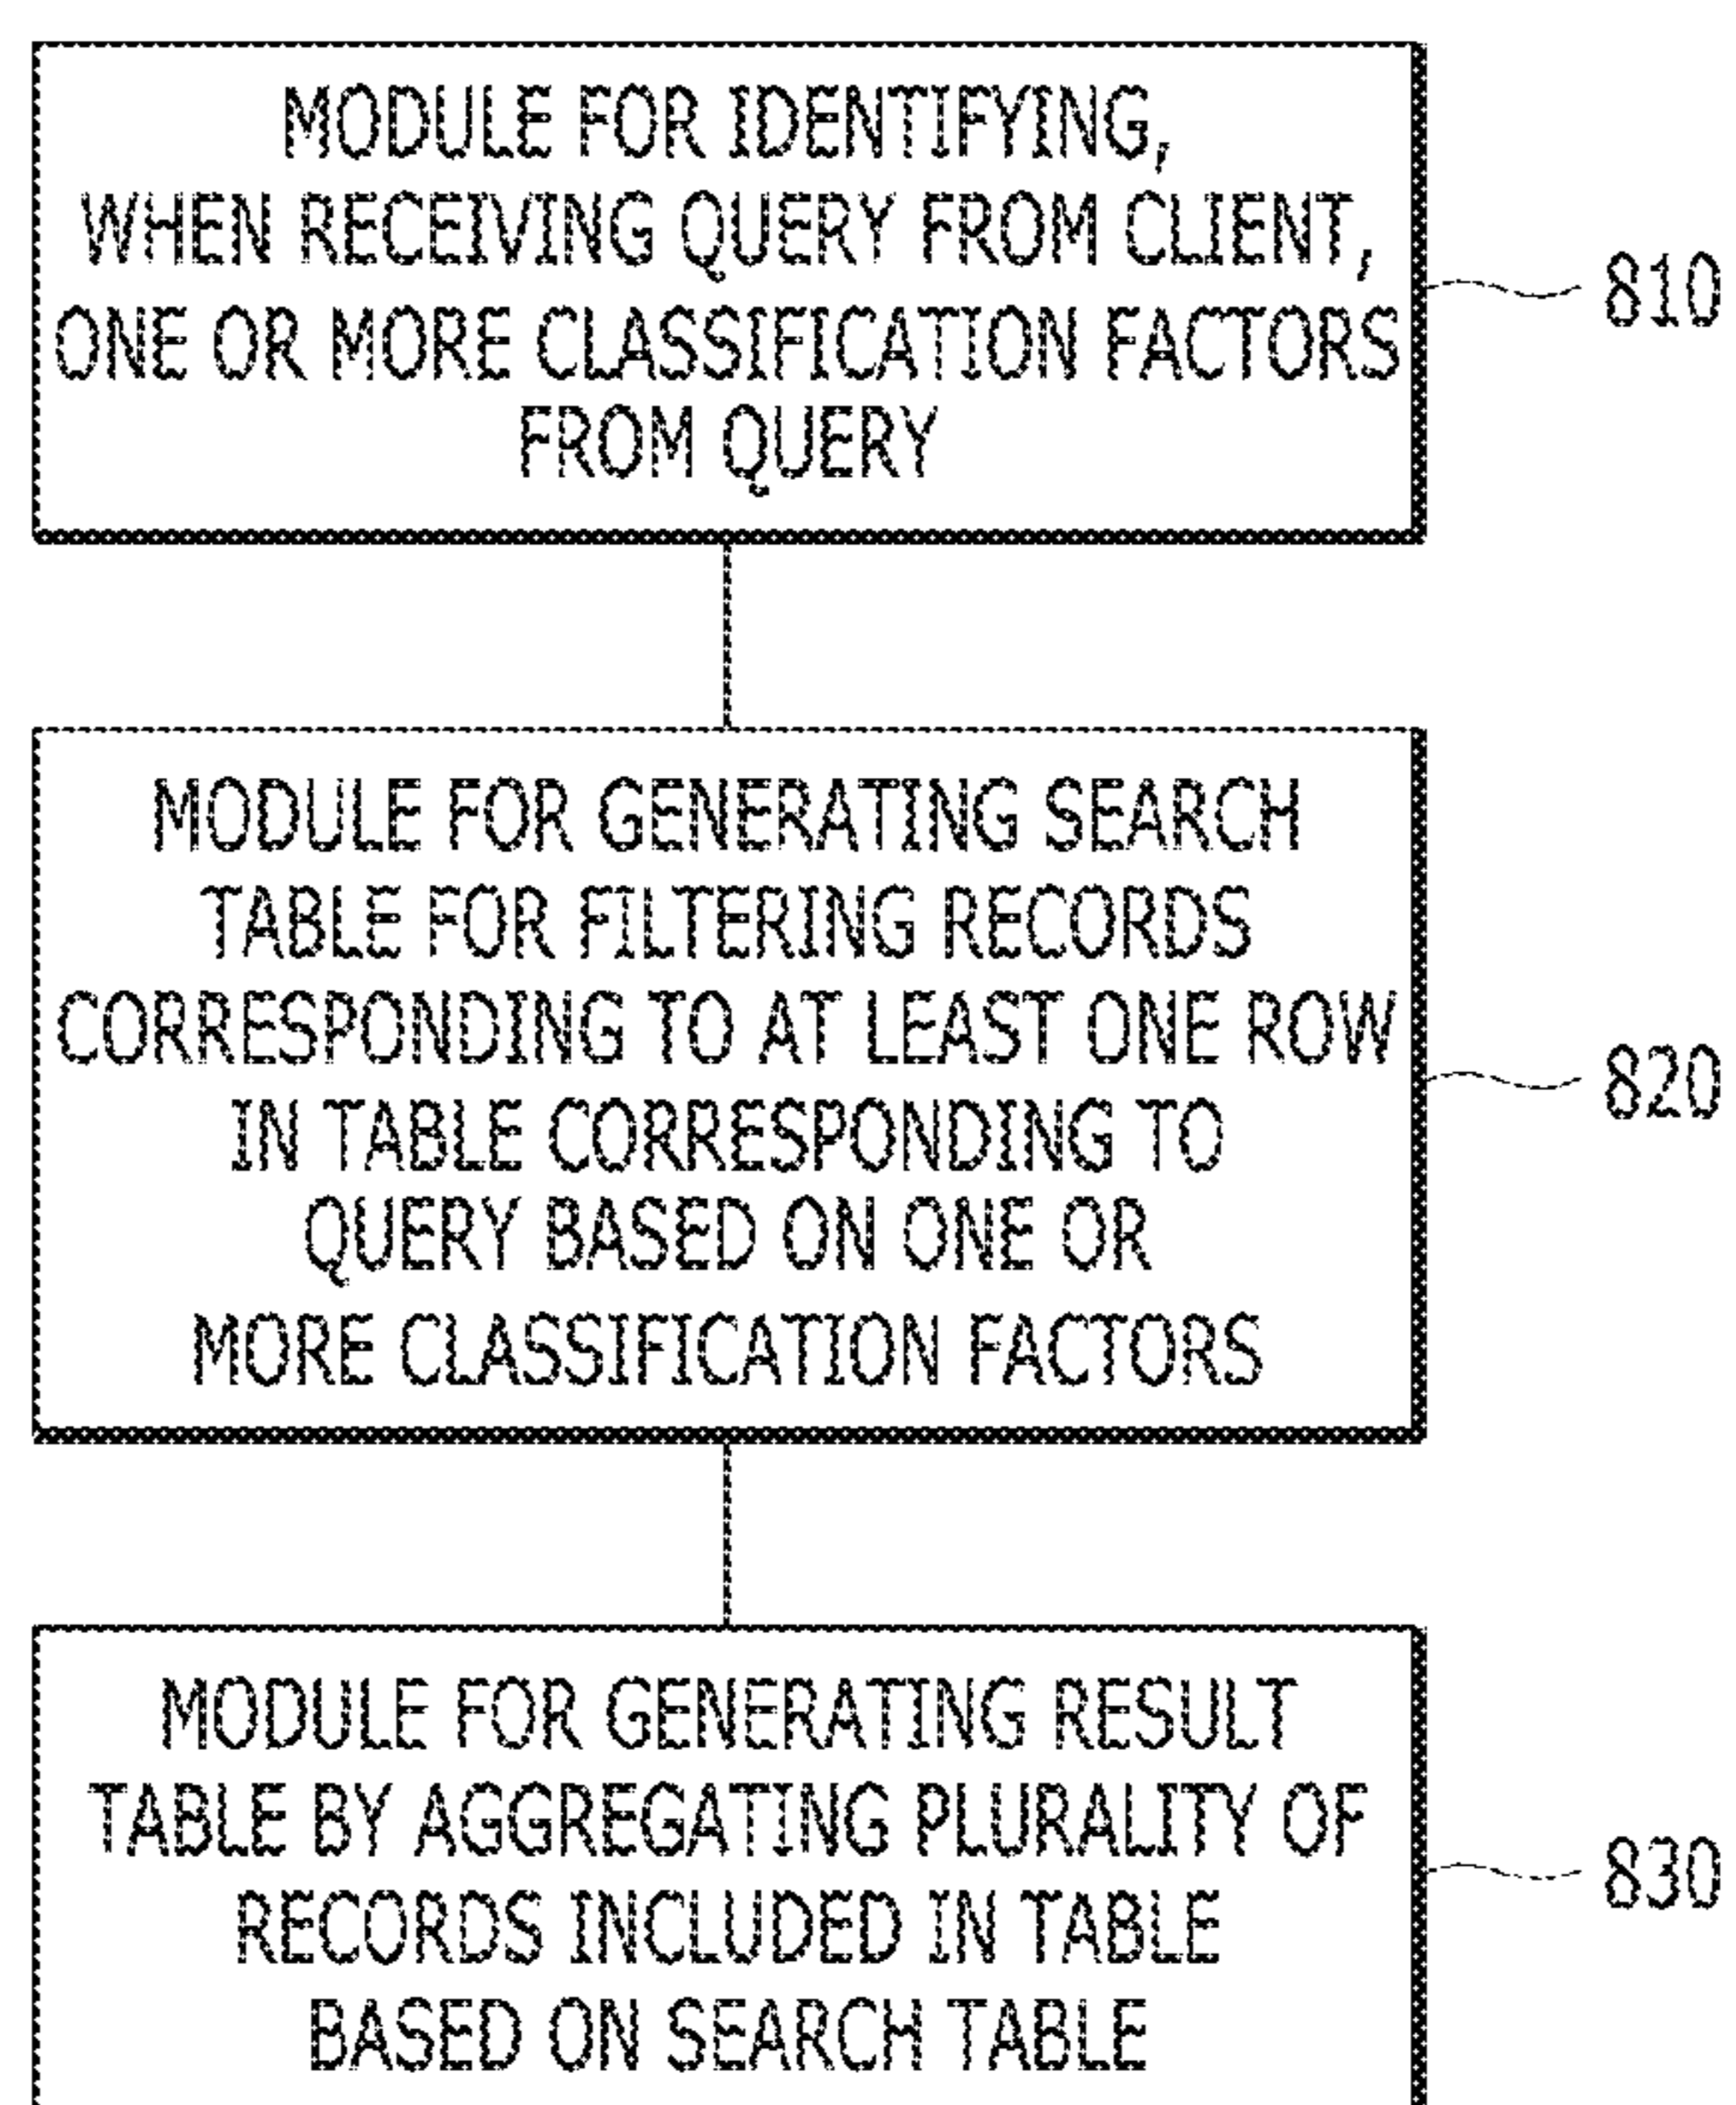 MODULE FOR IDENTIFYING,
WHEN RECEIVING QUERY FROM CLIENT,
ONE OR MORE CLASSIFICATION FACTORS
FROM QUERY
810
MODULE FOR GENERATING SEARCH
TABLE FOR FILTERING RECORDS
CORRESPONDING TO AT LEAST ONE ROW
IN TABLE CORRESPONDING TO
QUERY BASED ON ONE OR
MORE CLASSIFICATION FACTORS
820
MODULE FOR GENERATING RESULT
TABLE BY AGGREGATING PLURALITY OF
RECORDS INCLUDED IN TABLE
BASED ON SEARCH TABLE
830